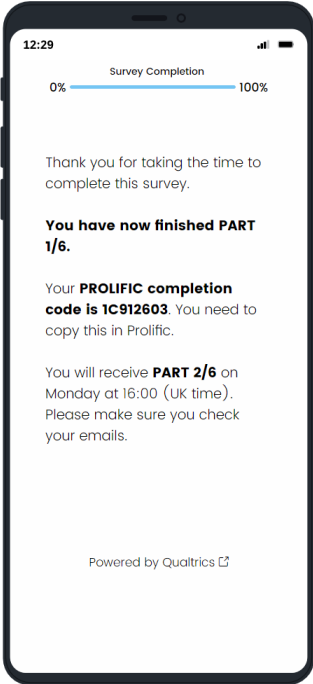 12:29
Survey Completion
0% 100%
Thank you for taking the time to
complete this survey.
You have now finished PART
1/6.
Your PROLIFIC completion
code is 1C912603. You need to
copy this in Prolific.
You will receive PART 2/6 on
Monday at 16:00 (UK time).
Please make sure you check
your emails.
Powered by Qualtrics